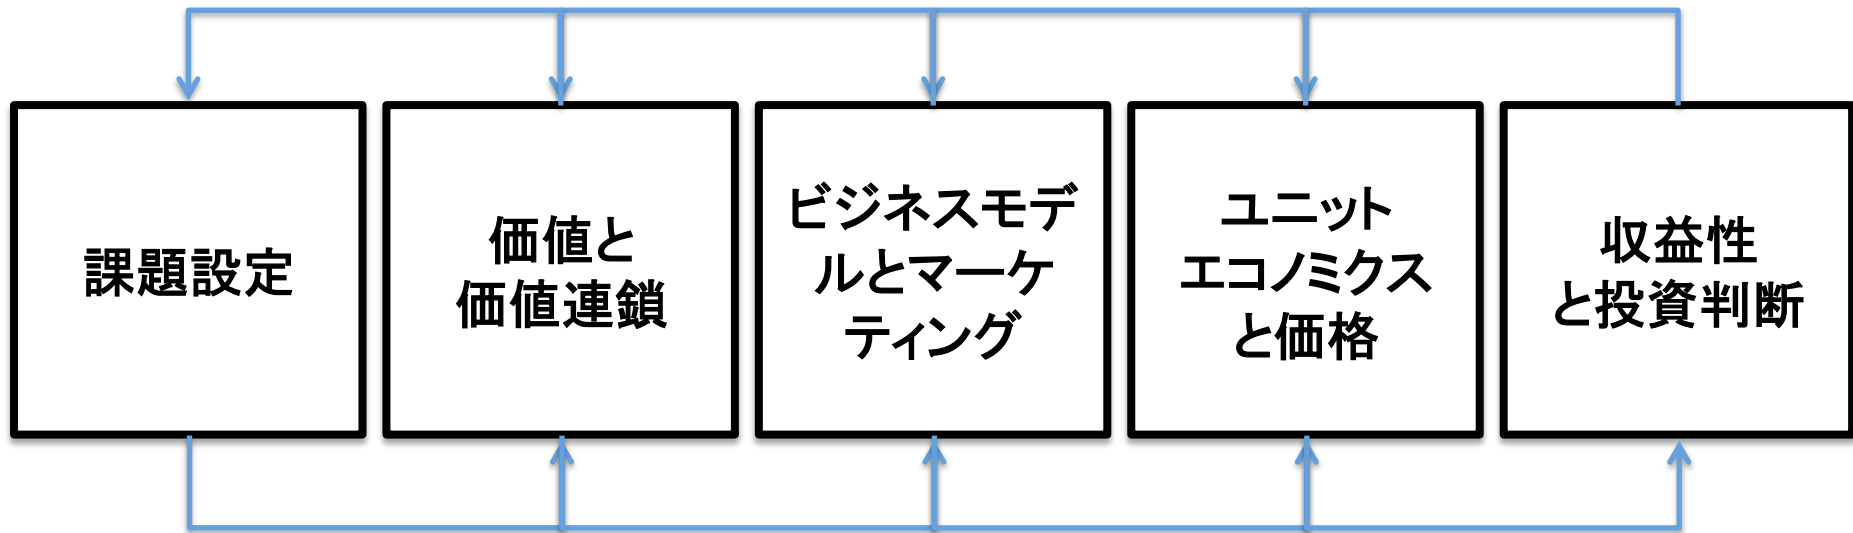 課題設定
価値と
価値連鎖
ビジネスモデ
ルとマーケ
ティング
ユニット
エコノミクス
と価格
収益性
と投資判断